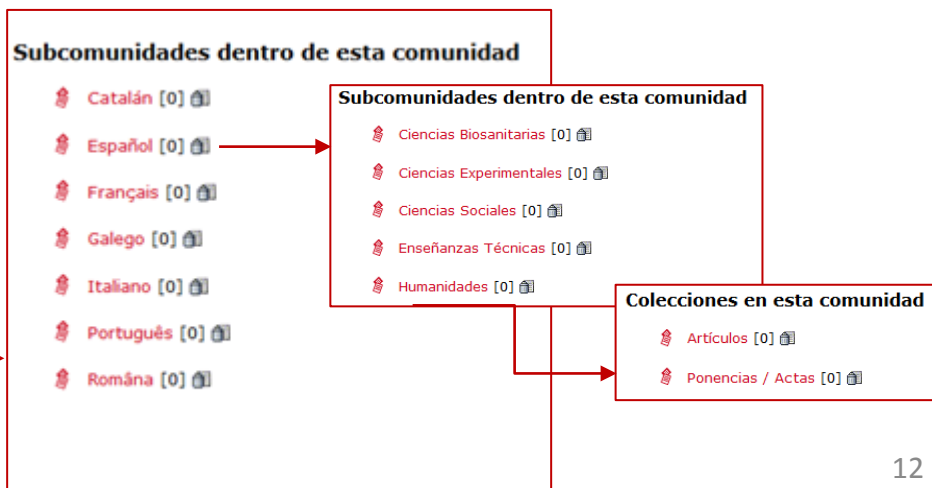 Subcomunidades dentro de esta comunidad
Catalán [0]
Español [0]
Français [0]
Galego [0]
Italiano [0]
Português [0]
Româna [0]
Subcomunidades dentro de esta comunidad
Ciencias Biosanitarias [0]
Ciencias Experimentales [0]
Ciencias Sociales [0]
Enseñanzas Técnicas [0]
Humanidades [0]
Colecciones en esta comunidad
Artículos [0]
Ponencias / Actas [0]
12